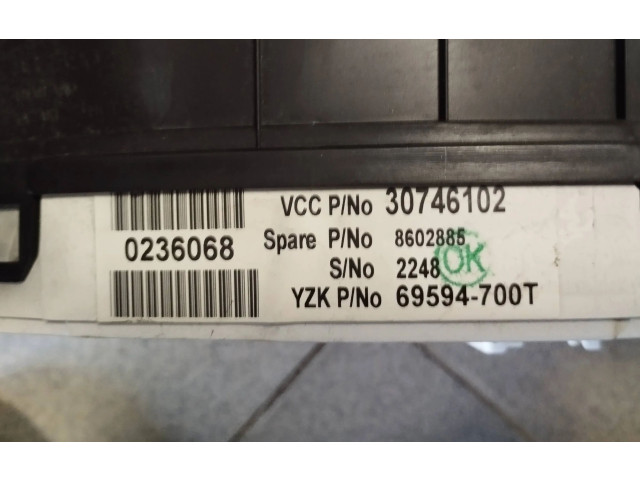 0236068
VCC P/No 30746102
Spare P/No 8602885
S/No 2248
OK
YZK P/No 69594-700T